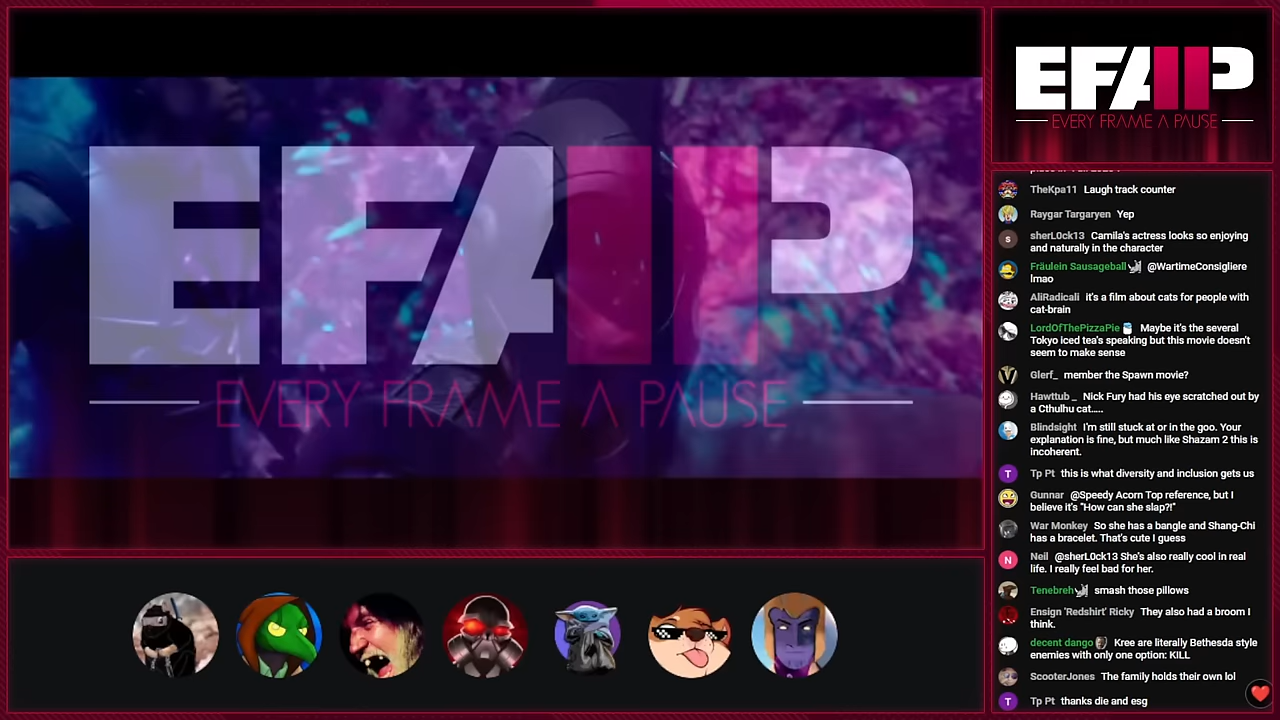 EFAP
EVERY FRAME A PAUSE
EFAP
EVERY FRAME A PAUSE
TheKpa11 Laugh track counter
Raygar Targaryen Yep
S
sherL0ck13 Camila's actress looks so enjoying
and naturally in the character
Fräulein Sausageball @WartimeConsigliere
lmao
AliRadicali it's a film about cats for people with
cat-brain
LordOfThePizzaPie Maybe it's the several
Tokyo iced tea's speaking but this movie doesn't
seem to make sense
Glerf_ member the Spawn movie?
Hawttub _ Nick Fury had his eye scratched out by
a Cthulhu cat.....
Blindsight I'm still stuck at or in the goo. Your
explanation is fine, but much like Shazam 2 this is
incoherent.
T
Tp Pt this is what diversity and inclusion gets us
Gunnar @Speedy Acorn Top reference, but I
believe it's "How can she slap?!"
War Monkey So she has a bangle and Shang-Chi
has a bracelet. That's cute I guess
N
Neil @sherL0ck13 She's also really cool in real
life. I really feel bad for her.
Tenebreh smash those pillows
Ensign 'Redshirt' Ricky They also had a broom I
think.
decent dango Kree are literally Bethesda style
enemies with only one option: KILL
ScooterJones The family holds their own lol
T
Tp Pt thanks die and esg